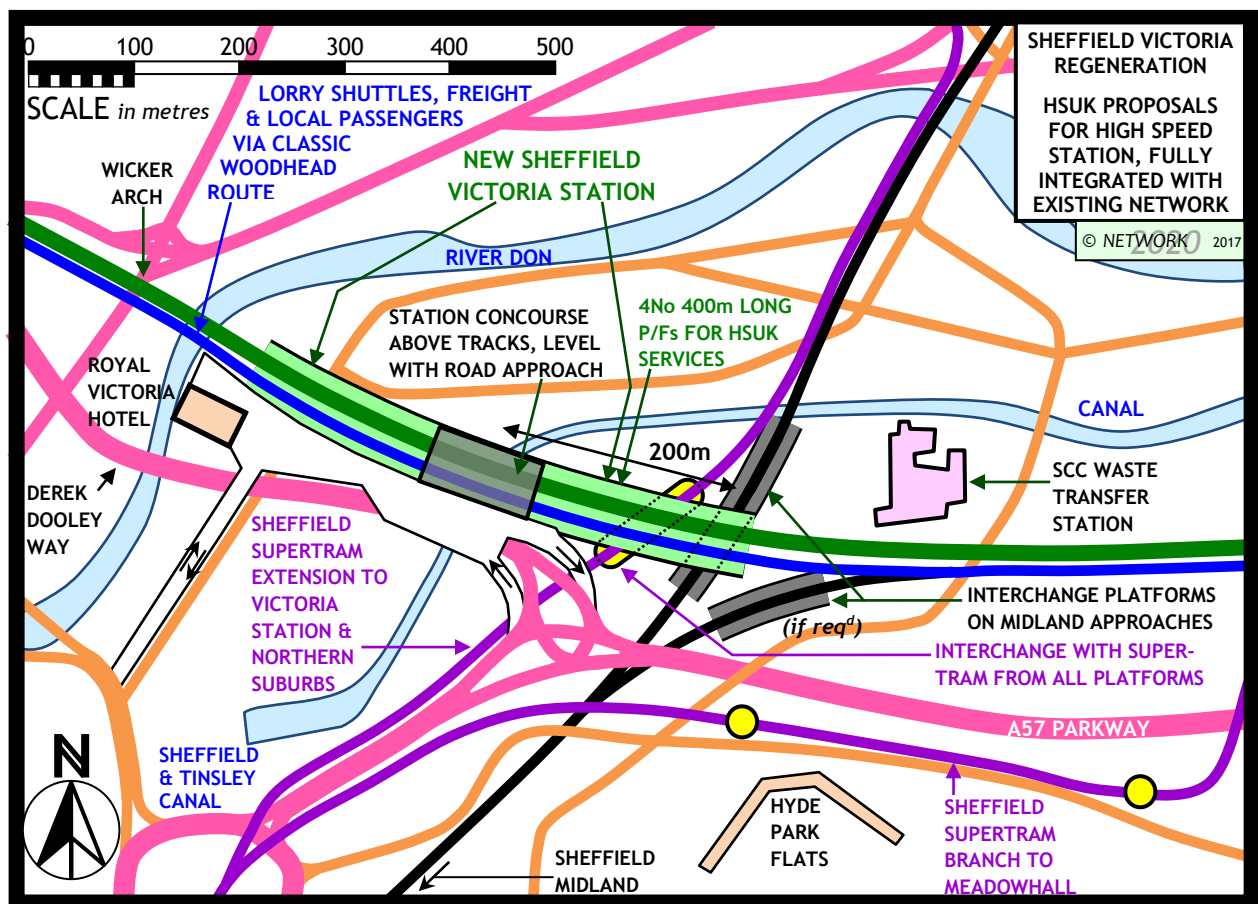 0 100 200 300 400 500
SCALE in metres
SHEFFIELD VICTORIA
REGENERATION
HSUK PROPOSALS
FOR HIGH SPEED
STATION, FULLY
INTEGRATED WITH
EXISTING NETWORK
© NETWORK 2020 2017
LORRY SHUTTLES, FREIGHT
& LOCAL PASSENGERS
VIA CLASSIC
WOODHEAD
ROUTE
WICKER
ARCH
NEW SHEFFIELD
VICTORIA STATION
RIVER DON
STATION CONCOURSE
ABOVE TRACKS, LEVEL
WITH ROAD APPROACH
4No 400m LONG
P/Fs FOR HSUK
SERVICES
ROYAL
VICTORIA
HOTEL
CANAL
200m
SCC WASTE
TRANSFER
STATION
DEREK
DOOLEY
WAY
SHEFFIELD
SUPERTRAM
EXTENSION TO
VICTORIA
STATION &
NORTHERN
SUBURBS
INTERCHANGE PLATFORMS
ON MIDLAND APPROACHES
(if reqd)
INTERCHANGE WITH SUPER-
TRAM FROM ALL PLATFORMS
A57 PARKWAY
N
SHEFFIELD
& TINSLEY
CANAL
HYDE
PARK
FLATS
SHEFFIELD
SUPERTRAM
BRANCH TO
MEADOWHALL
SHEFFIELD
MIDLAND